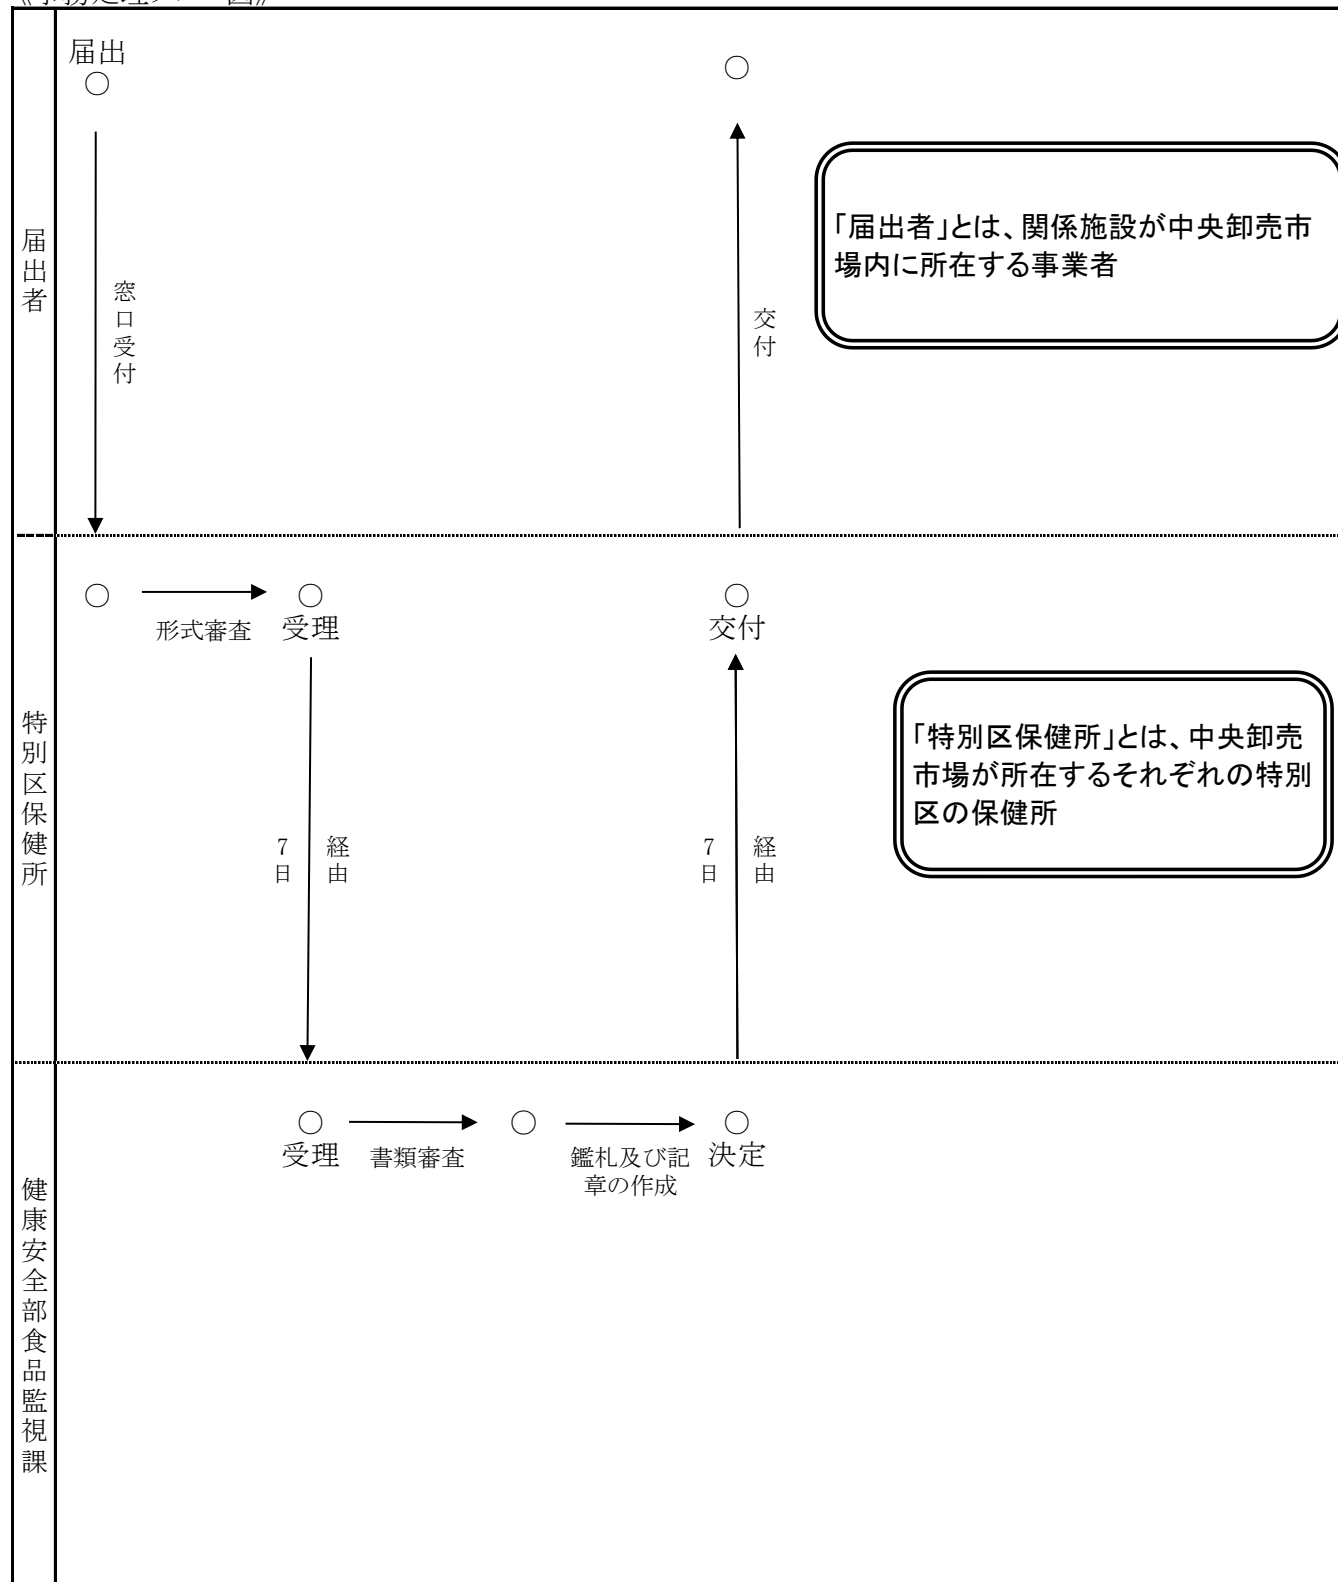 届出
届出者
窓口受付
交付
「届出者」とは、関係施設が中央卸売市
場内に所在する事業者
特別区保健所
形式審査
受理
交付
7日
経由
7日
経由
「特別区保健所」とは、中央卸売
市場が所在するそれぞれの特別
区の保健所
健康安全部食品監視課
受理
書類審査
鑑札及び記
章の作成
決定